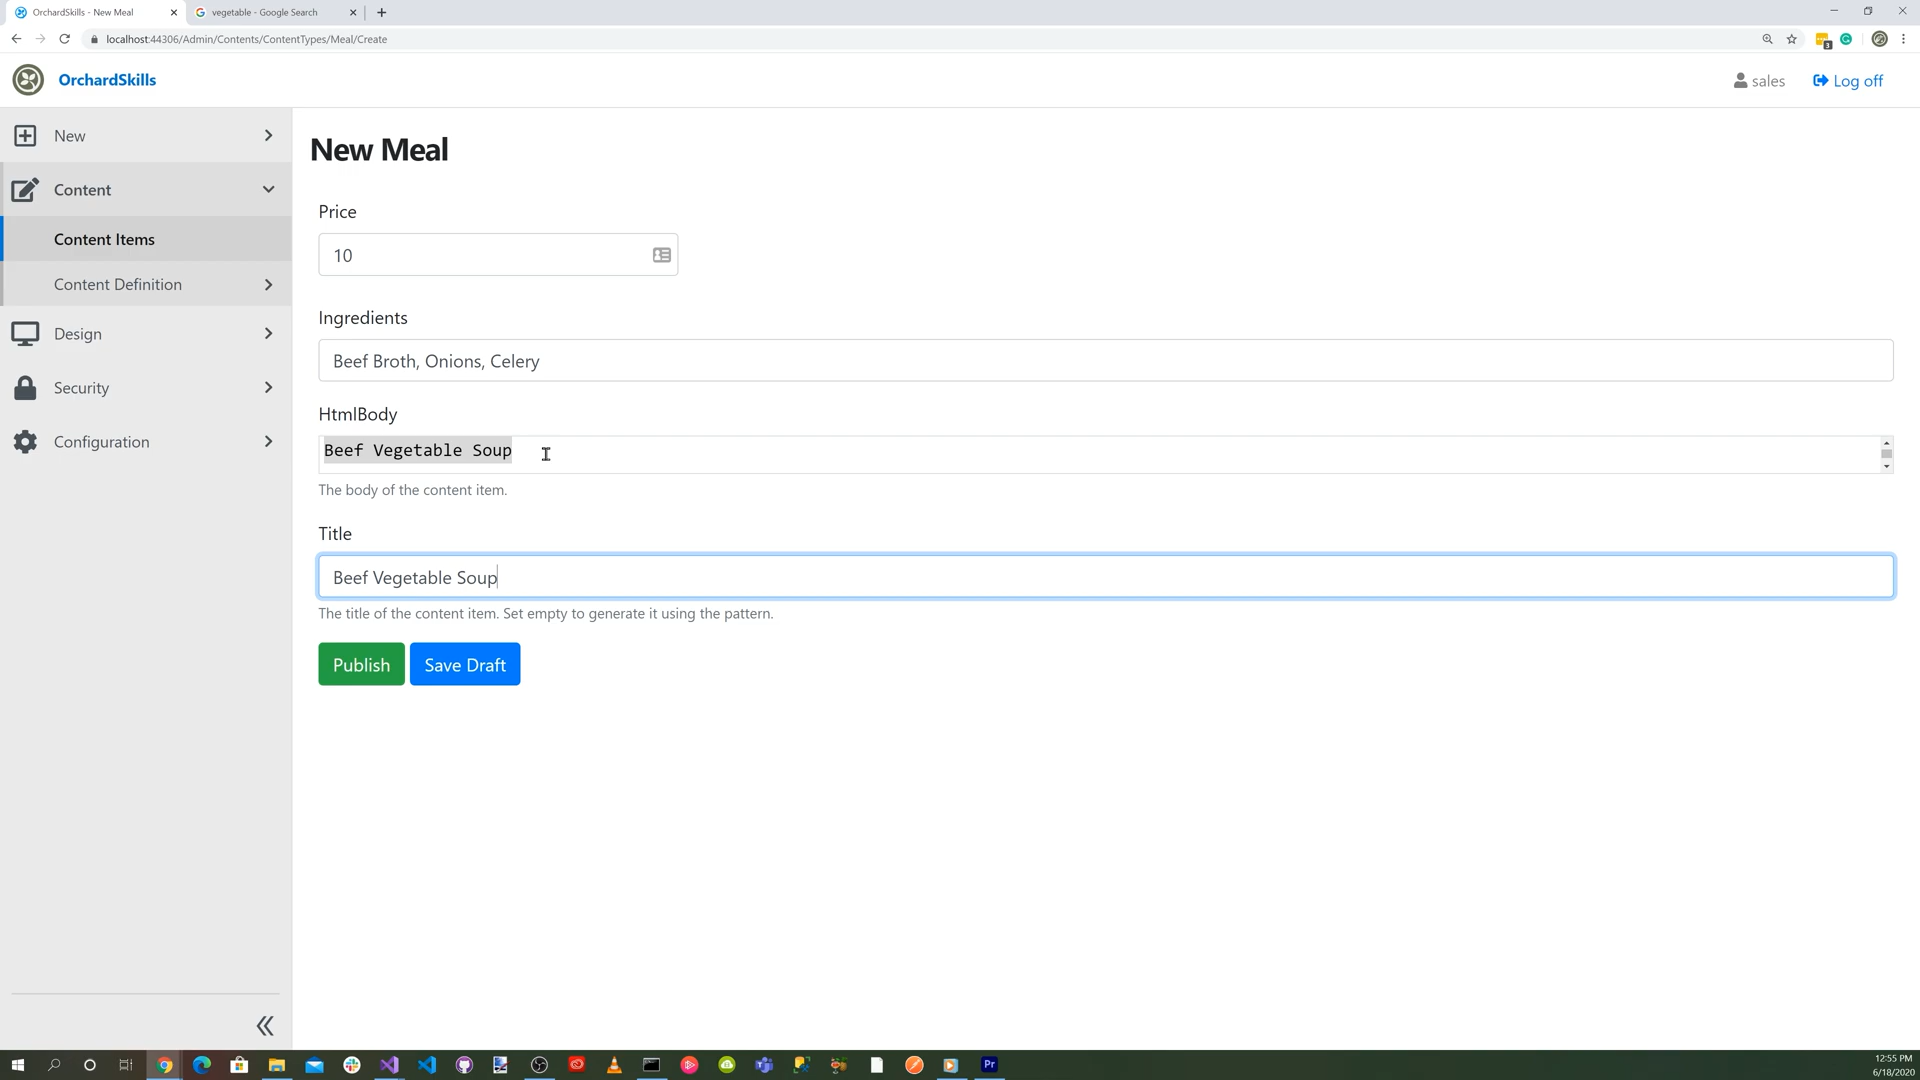 OrchardSkills - New Meal
vegetable - Google Search
localhost:44306/Admin/Contents/ContentTypes/Meal/Create
3
OrchardSkills
sales
Log off
New
Content
Content Items
Content Definition
Design
Security
Configuration
New Meal
Price
10
Ingredients
Beef Broth, Onions, Celery
HtmlBody
Beef Vegetable Soup
The body of the content item.
Title
Beef Vegetable Soup
The title of the content item. Set empty to generate it using the pattern.
Publish
Save Draft
Pr
12:55 PM
6/18/2020